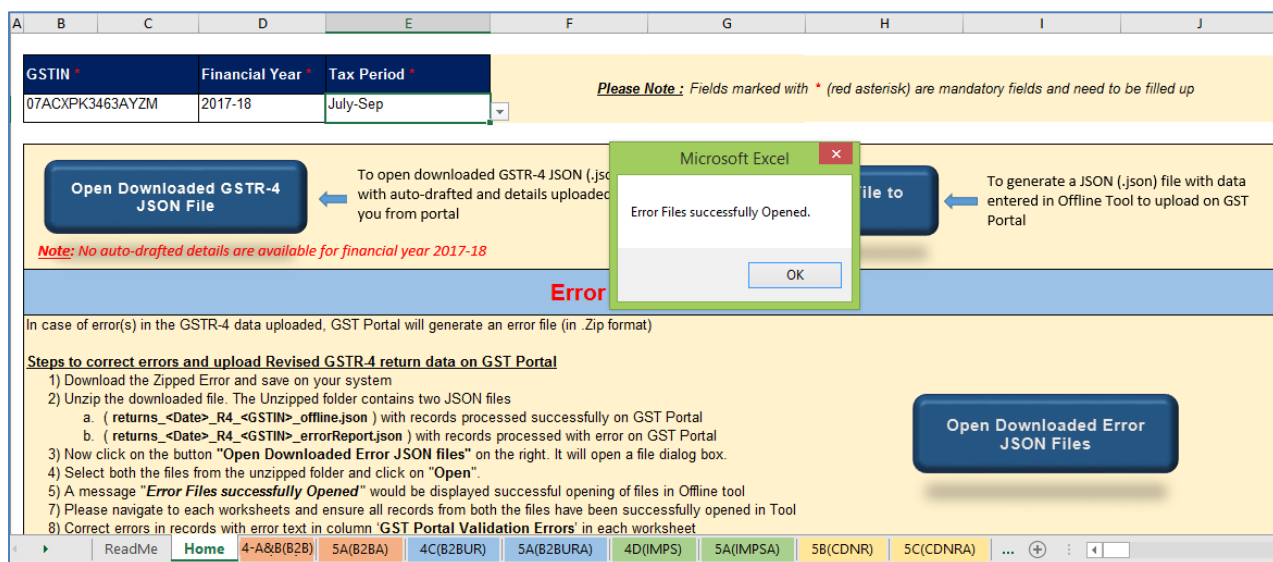 A B C D E F G H I J
GSTIN * Financial Year * Tax Period *
Please Note : Fields marked with * (red asterisk) are mandatory fields and need to be filled up
07ACXPK3463AYZM 2017-18 July-Sep
Microsoft Excel
Error Files successfully Opened.
OK
Open Downloaded GSTR-4
JSON File
To open downloaded GSTR-4 JSON (.jso
with auto-drafted and details uploaded
you from portal
ile to
To generate a JSON (.json) file with data
entered in Offline Tool to upload on GST
Portal
Note: No auto-drafted details are available for financial year 2017-18
Error
In case of error(s) in the GSTR-4 data uploaded, GST Portal will generate an error file (in .Zip format)
Steps to correct errors and upload Revised GSTR-4 return data on GST Portal
1) Download the Zipped Error and save on your system
2) Unzip the downloaded file. The Unzipped folder contains two JSON files
a. ( returns_<Date>_R4_<GSTIN>_offline.json ) with records processed successfully on GST Portal
b. ( returns_<Date>_R4_<GSTIN>_errorReport.json ) with records processed with error on GST Portal
3) Now click on the button "Open Downloaded Error JSON files" on the right. It will open a file dialog box.
4) Select both the files from the unzipped folder and click on "Open".
5) A message "Error Files successfully Opened" would be displayed successful opening of files in Offline tool
7) Please navigate to each worksheets and ensure all records from both the files have been successfully opened in Tool
8) Correct errors in records with error text in column 'GST Portal Validation Errors' in each worksheet
Open Downloaded Error
JSON Files
ReadMe Home 4-A&B(B2B) 5A(B2BA) 4C(B2BUR) 5A(B2BURA) 4D(IMPS) 5A(IMPSA) 5B(CDNR) 5C(CDNRA) ...